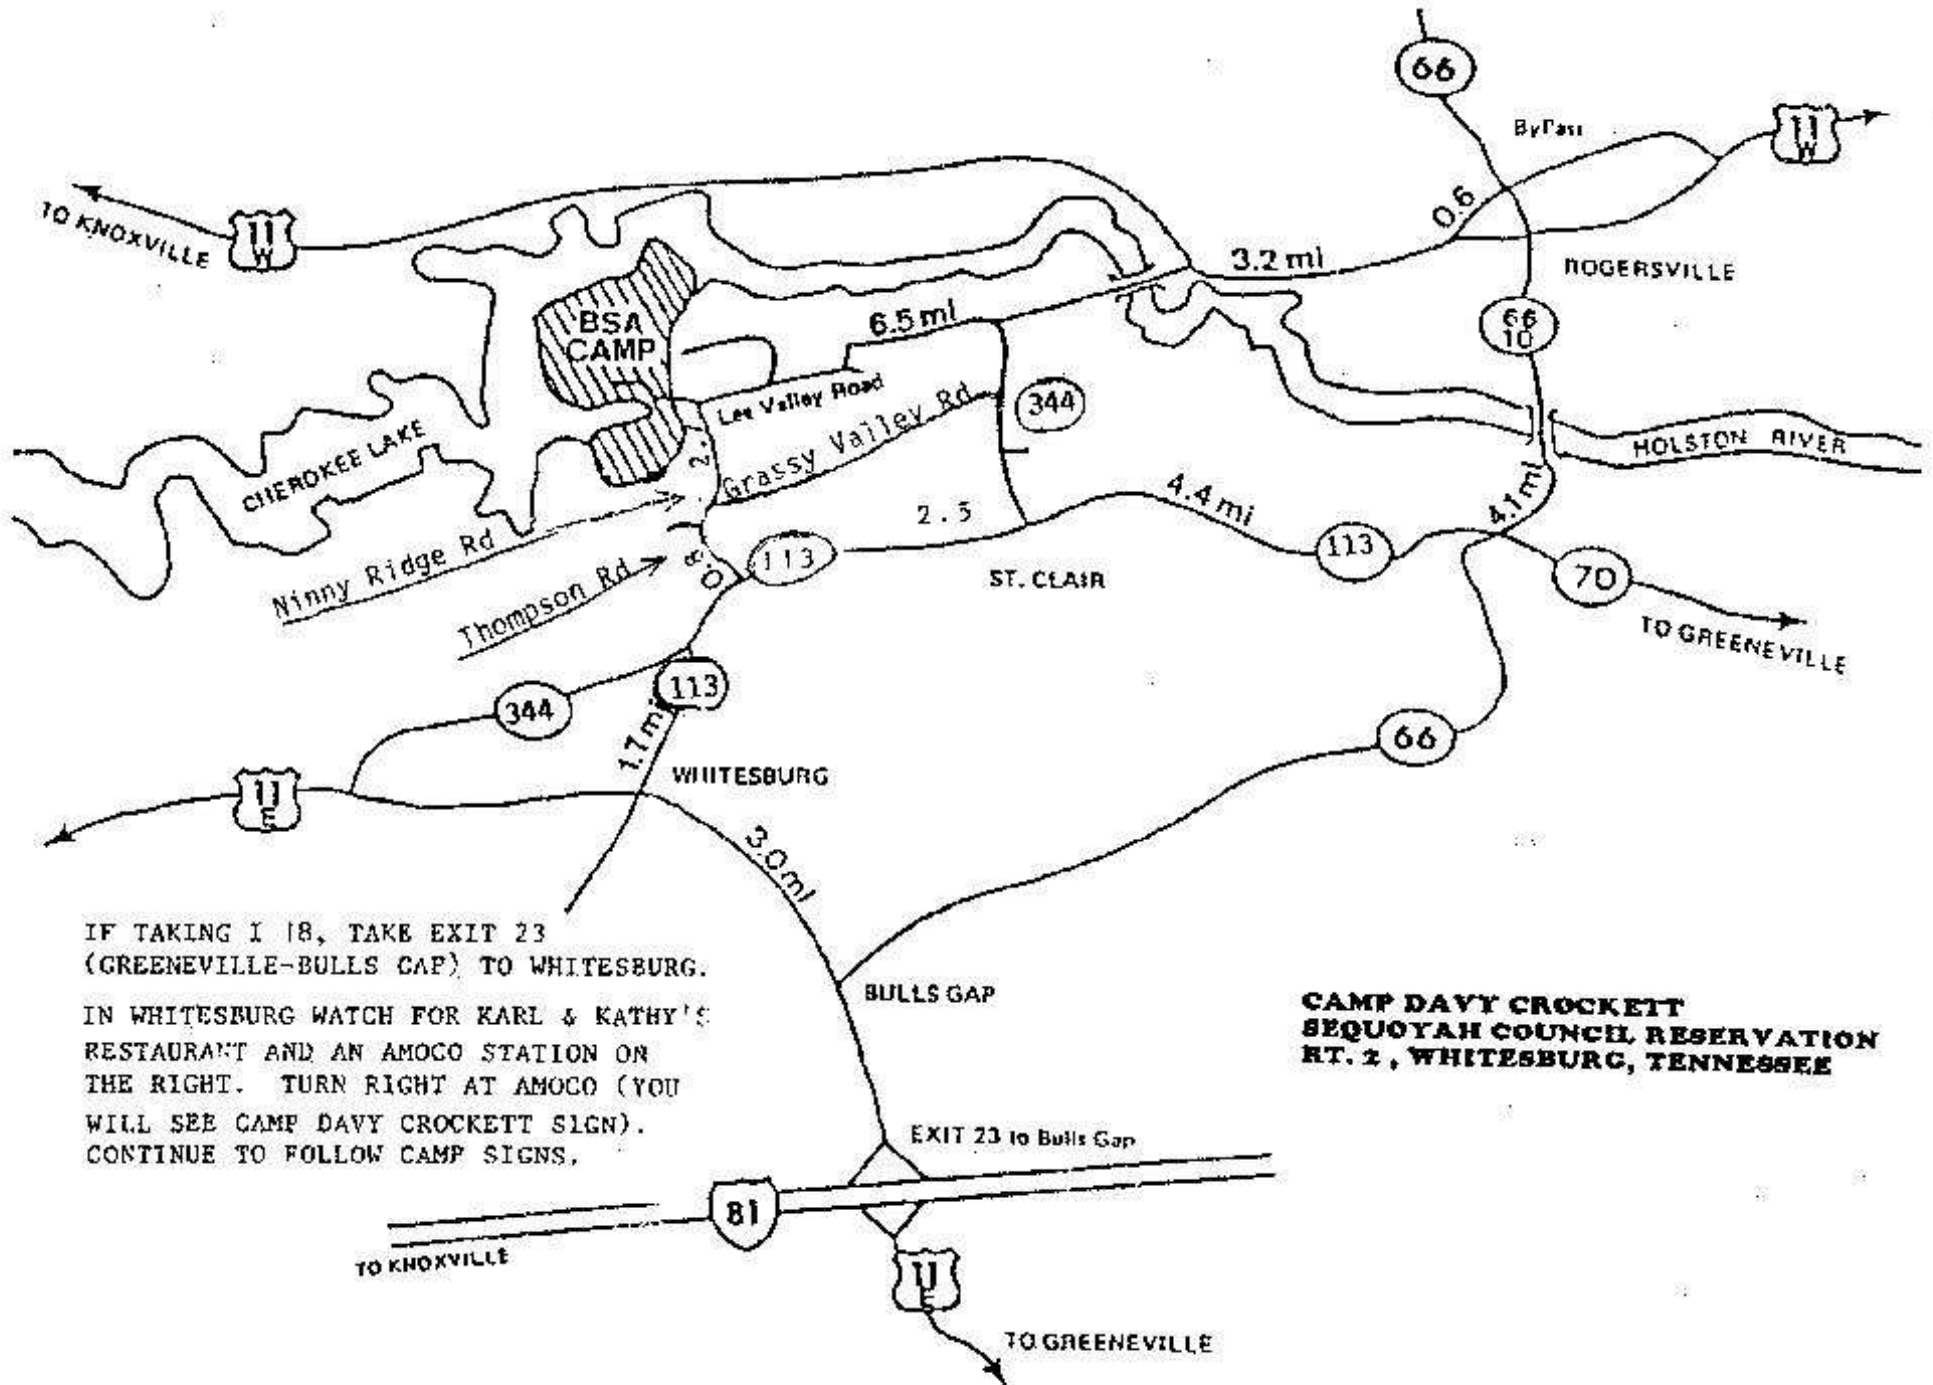 66
ByPass
11
W
TO KNOXVILLE
11
W
0.6
3.2 mi
ROGERSVILLE
BSA
CAMP
6.5 mi
66
10
Lee Valley Road
344
Grassy Valley Rd
2.7
CHEROKEE LAKE
HOLSTON RIVER
4.4 mi
4.1 mi
2.5
Ninny Ridge Rd
Thompson Rd
0.8
113
113
ST. CLAIR
70
TO GREENEVILLE
344
113
1.7 mi
66
11
E
WHITESBURG
3.0 mi
IF TAKING I 18, TAKE EXIT 23
(GREENEVILLE-BULLS GAP) TO WHITESBURG.
IN WHITESBURG WATCH FOR KARL & KATHY'S
RESTAURANT AND AN AMOCO STATION ON
THE RIGHT. TURN RIGHT AT AMOCO (YOU
WILL SEE CAMP DAVY CROCKETT SIGN).
CONTINUE TO FOLLOW CAMP SIGNS.
BULLS GAP
CAMP DAVY CROCKETT
SEQUOYAH COUNCIL RESERVATION
RT. 2, WHITESBURG, TENNESSEE
EXIT 23 to Bulls Gap
81
TO KNOXVILLE
11
E
TO GREENEVILLE